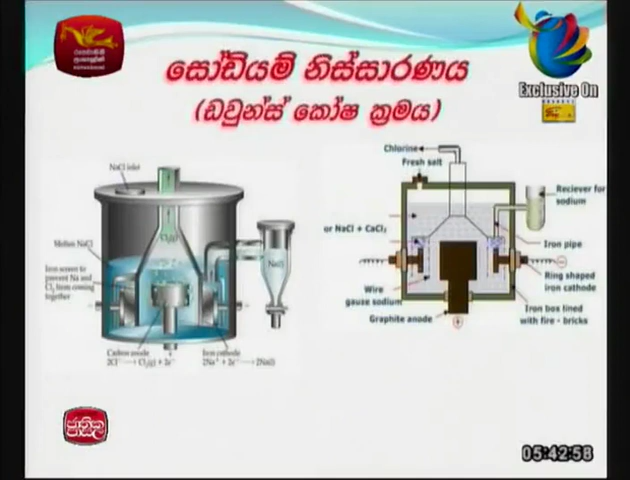 සෝඩියම් නිස්සාරණය
(ඩවුන්ස් කෝෂ ක්‍රමය)
Exclusive On
NaCl inlet
Cl₂(g)
Molten NaCl
Iron screen to
prevent Na and
Cl₂ from coming
together
Na(l)
Carbon anode
2Cl⁻ → Cl₂(g) + 2e⁻
Iron cathode
2Na⁺ + 2e⁻ → 2Na(l)
Chlorine
Fresh salt
Reciever for
sodium
or NaCl + CaCl₂
Iron pipe
Ring shaped
iron cathode
Wire
gauze sodium
Iron box lined
with fire - bricks
Graphite anode
ජාතික
05:42:58